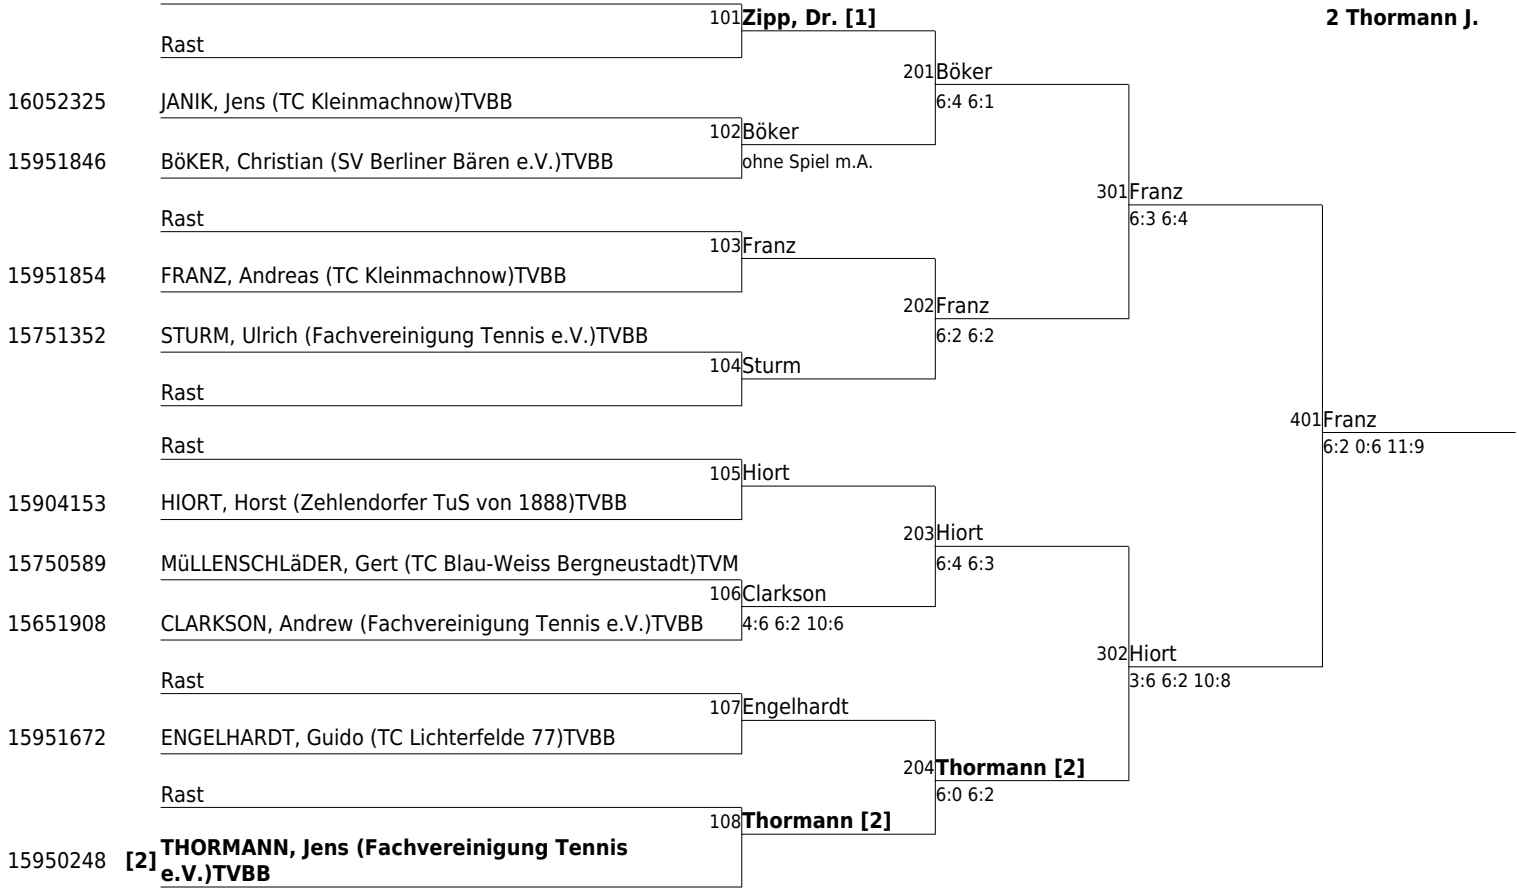 101 Zipp, Dr. [1]
2 Thormann J.
Rast
201 Böker
6:4 6:1
16052325 JANIK, Jens (TC Kleinmachnow)TVBB
102 Böker
15951846 BöKER, Christian (SV Berliner Bären e.V.)TVBB
ohne Spiel m.A.
301 Franz
6:3 6:4
Rast
103 Franz
15951854 FRANZ, Andreas (TC Kleinmachnow)TVBB
202 Franz
6:2 6:2
15751352 STURM, Ulrich (Fachvereinigung Tennis e.V.)TVBB
104 Sturm
Rast
401 Franz
6:2 0:6 11:9
Rast
105 Hiort
15904153 HIORT, Horst (Zehlendorfer TuS von 1888)TVBB
203 Hiort
6:4 6:3
15750589 MüLLENSCHLäDER, Gert (TC Blau-Weiss Bergneustadt)TVM
106 Clarkson
15651908 CLARKSON, Andrew (Fachvereinigung Tennis e.V.)TVBB
4:6 6:2 10:6
302 Hiort
3:6 6:2 10:8
Rast
107 Engelhardt
15951672 ENGELHARDT, Guido (TC Lichterfelde 77)TVBB
204 Thormann [2]
6:0 6:2
Rast
108 Thormann [2]
15950248 [2] THORMANN, Jens (Fachvereinigung Tennis
e.V.)TVBB